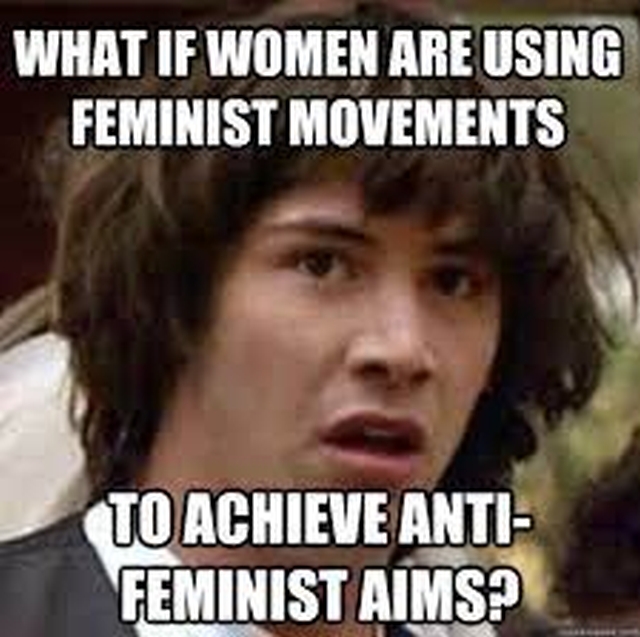 WHAT IF WOMEN ARE USING
FEMINIST MOVEMENTS
TO ACHIEVE ANTI-
FEMINIST AIMS?